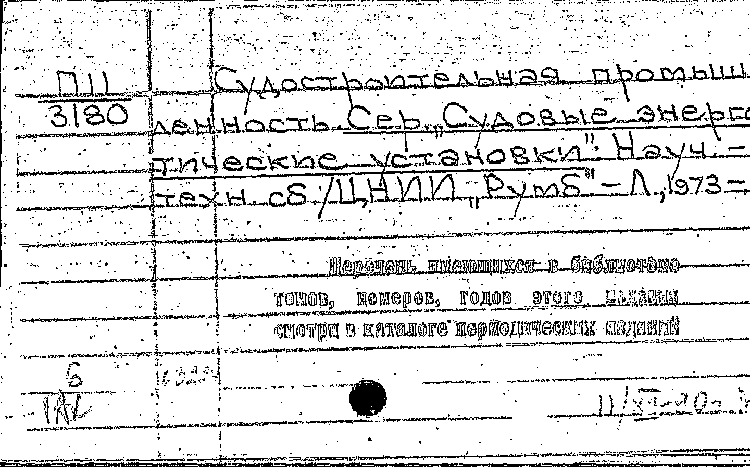 П11
3180
Судостроительная промыш
ленность. Сер. „Судовые энерге
тические установки". Науч. –
техн. сб. / ЦНИИ „Румб" – Л., 1973 –
Перечень имеющихся в библиотеке
томов, номеров, годов этого издания
смотри в каталоге периодических изданий
Б